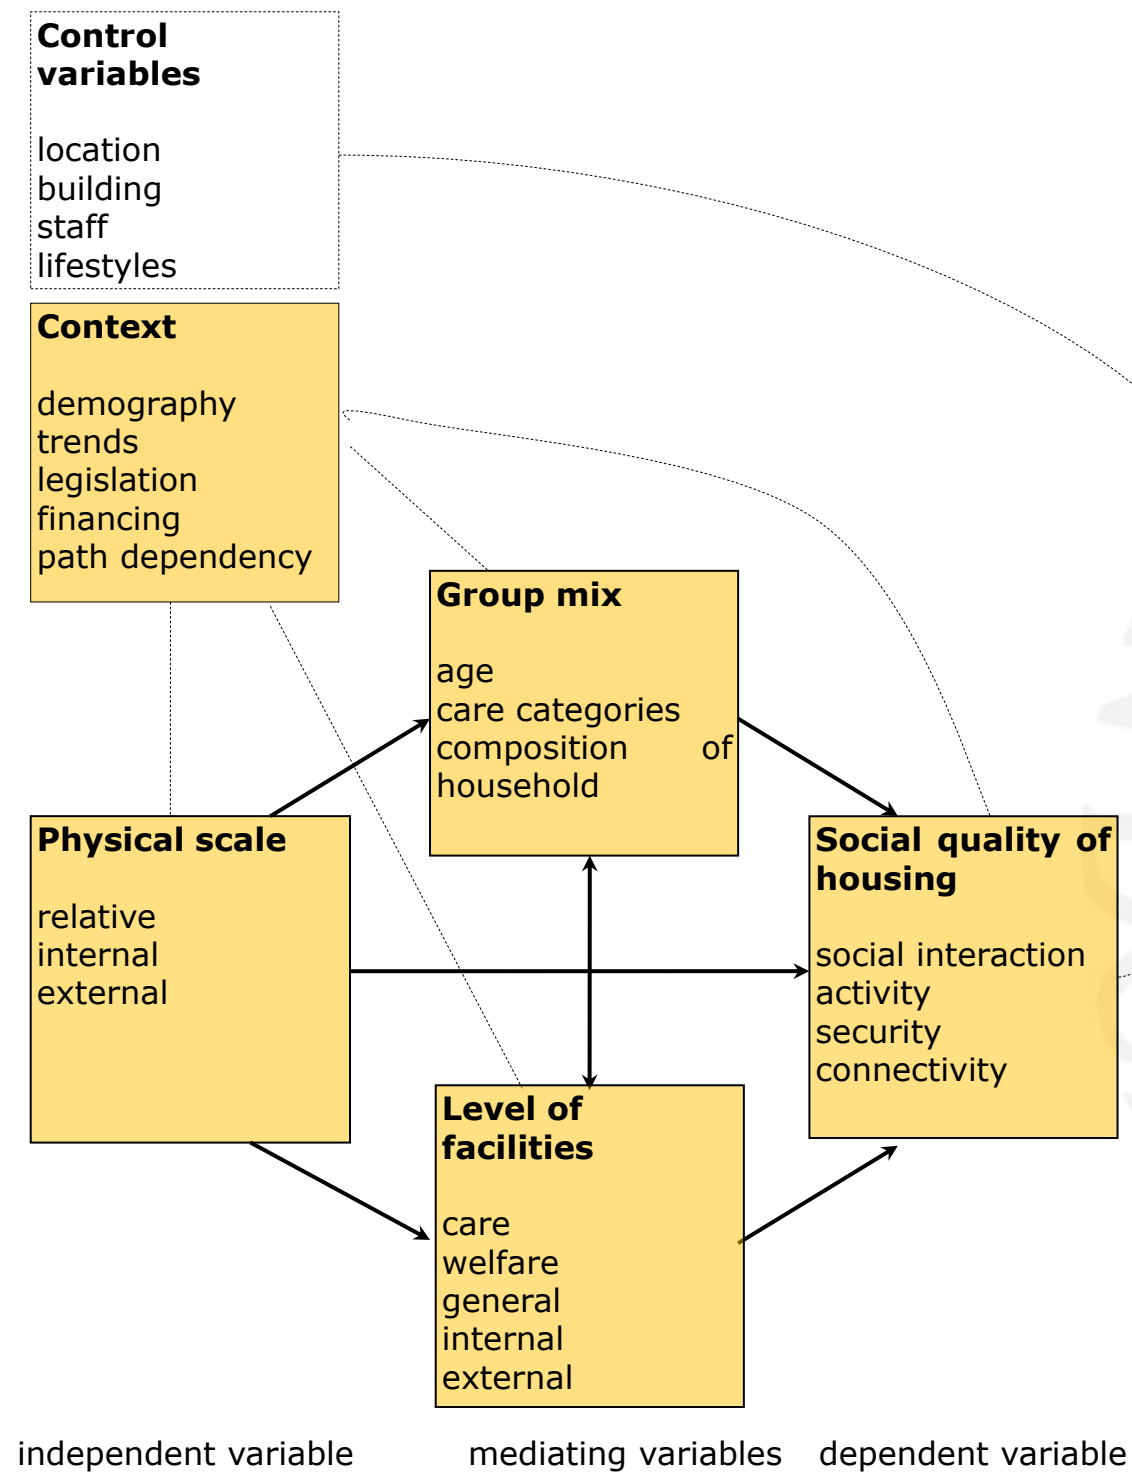 Control
variables
location
building
staff
lifestyles
Context
demography
trends
legislation
financing
path dependency
Group mix
age
care categories
composition of
household
Physical scale
relative
internal
external
Social quality of
housing
social interaction
activity
security
connectivity
Level of
facilities
care
welfare
general
internal
external
independent variable
mediating variables
dependent variable